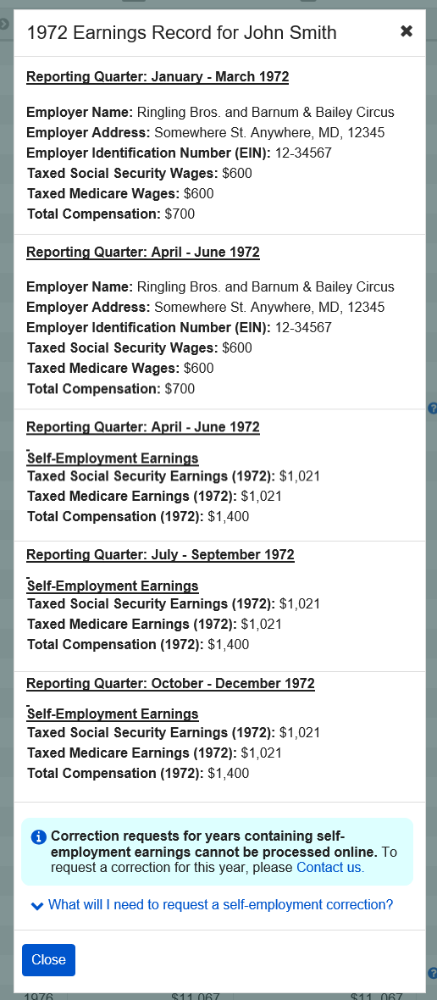 1972 Earnings Record for John Smith
Reporting Quarter: January - March 1972
Employer Name: Ringling Bros. and Barnum & Bailey Circus
Employer Address: Somewhere St. Anywhere, MD, 12345
Employer Identification Number (EIN): 12-34567
Taxed Social Security Wages: $600
Taxed Medicare Wages: $600
Total Compensation: $700
Reporting Quarter: April - June 1972
Employer Name: Ringling Bros. and Barnum & Bailey Circus
Employer Address: Somewhere St. Anywhere, MD, 12345
Employer Identification Number (EIN): 12-34567
Taxed Social Security Wages: $600
Taxed Medicare Wages: $600
Total Compensation: $700
Reporting Quarter: April - June 1972
Self-Employment Earnings
Taxed Social Security Earnings (1972): $1,021
Taxed Medicare Earnings (1972): $1,021
Total Compensation (1972): $1,400
Reporting Quarter: July - September 1972
Self-Employment Earnings
Taxed Social Security Earnings (1972): $1,021
Taxed Medicare Earnings (1972): $1,021
Total Compensation (1972): $1,400
Reporting Quarter: October - December 1972
Self-Employment Earnings
Taxed Social Security Earnings (1972): $1,021
Taxed Medicare Earnings (1972): $1,021
Total Compensation (1972): $1,400
Correction requests for years containing self-
employment earnings cannot be processed online. To
request a correction for this year, please Contact us.
What will I need to request a self-employment correction?
Close
1976 $11,067 $11,067